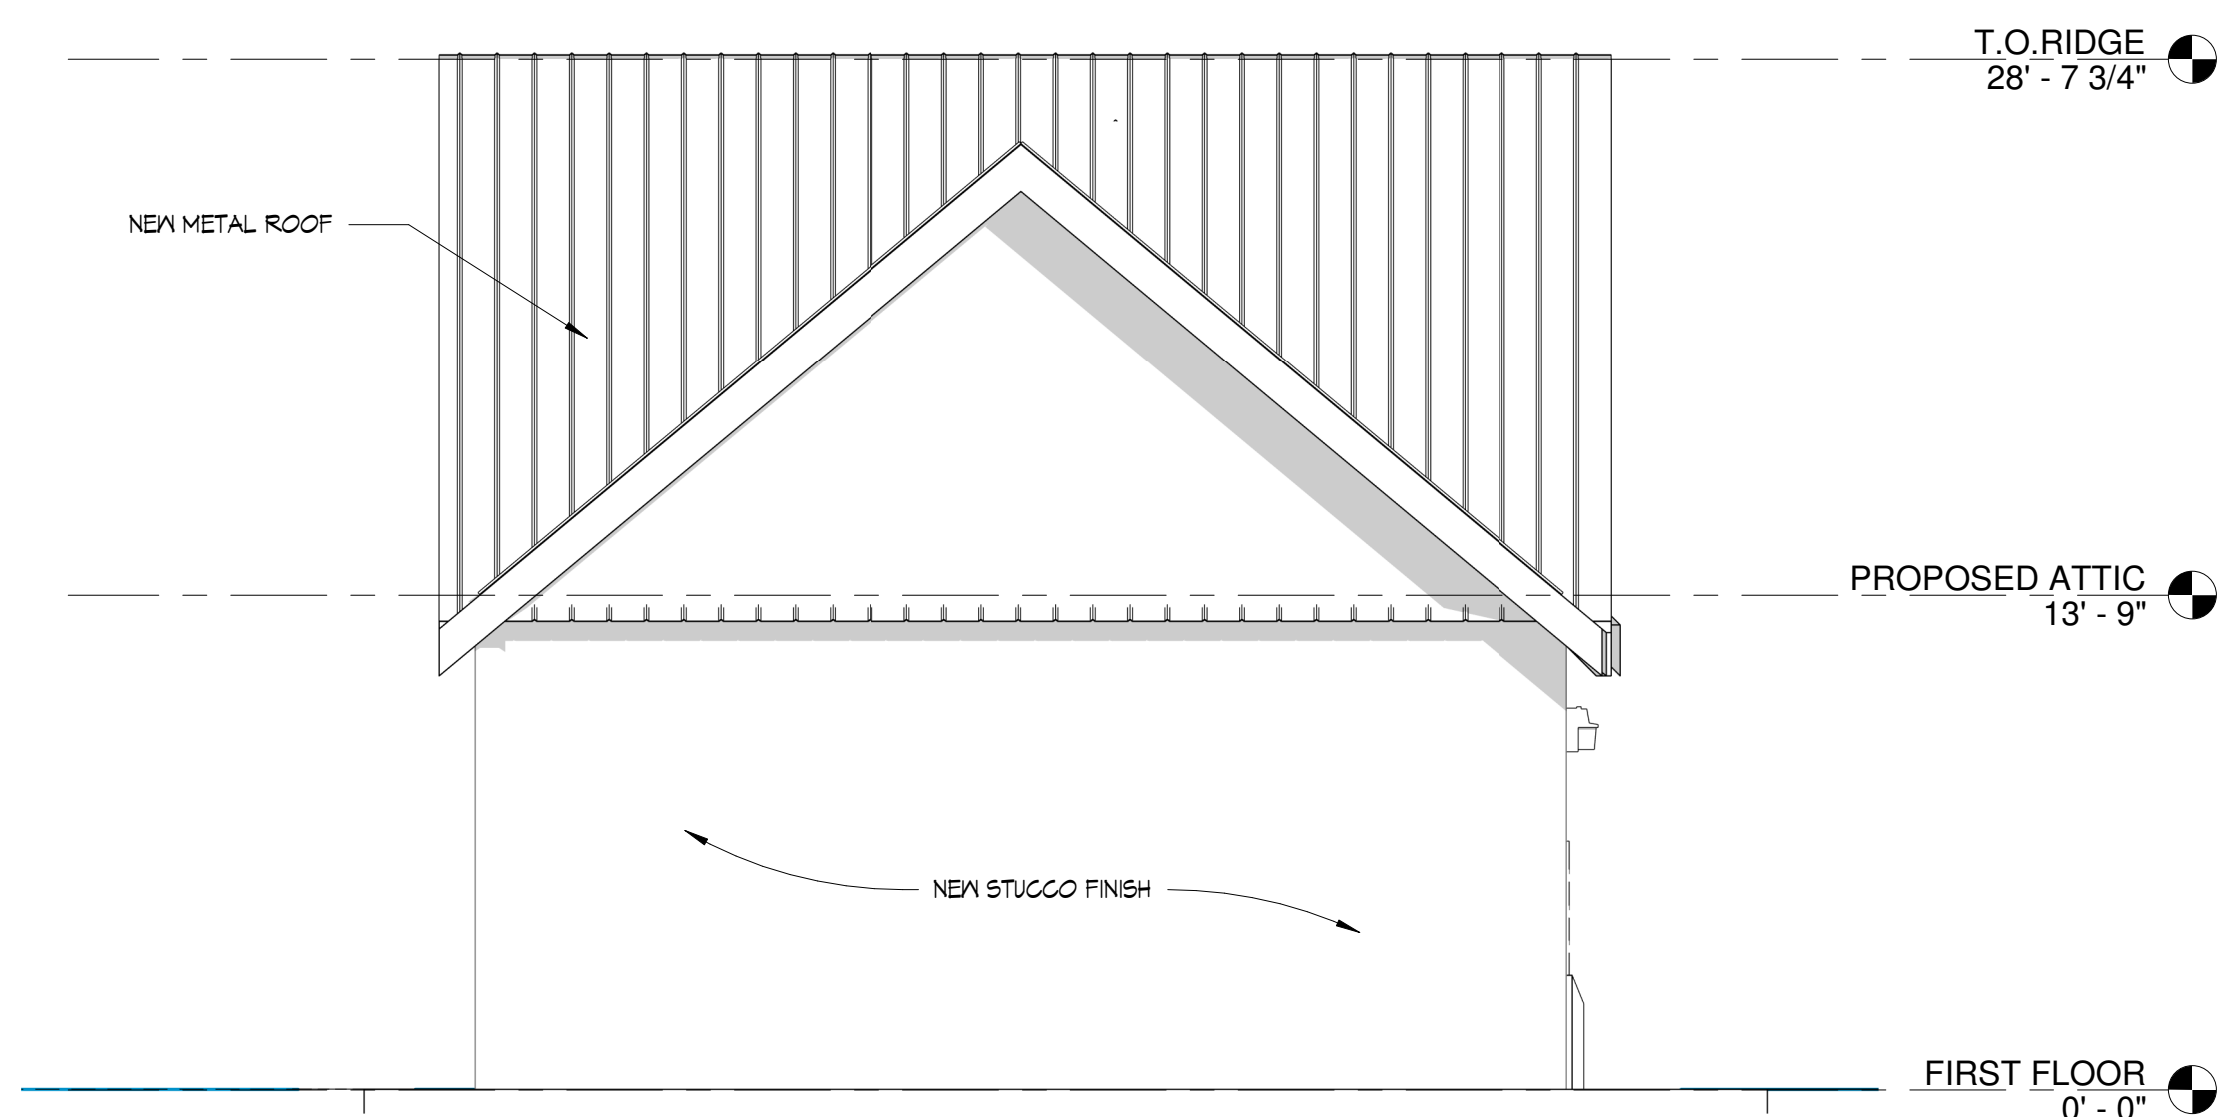 T.O.RIDGE
28' - 7 3/4"
NEW METAL ROOF
PROPOSED ATTIC
13' - 9"
NEW STUCCO FINISH
FIRST FLOOR
0' - 0"